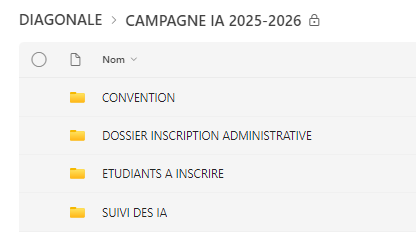 DIAGONALE > CAMPAGNE IA 2025-2026
Nom
CONVENTION
DOSSIER INSCRIPTION ADMINISTRATIVE
ETUDIANTS A INSCRIRE
SUIVI DES IA